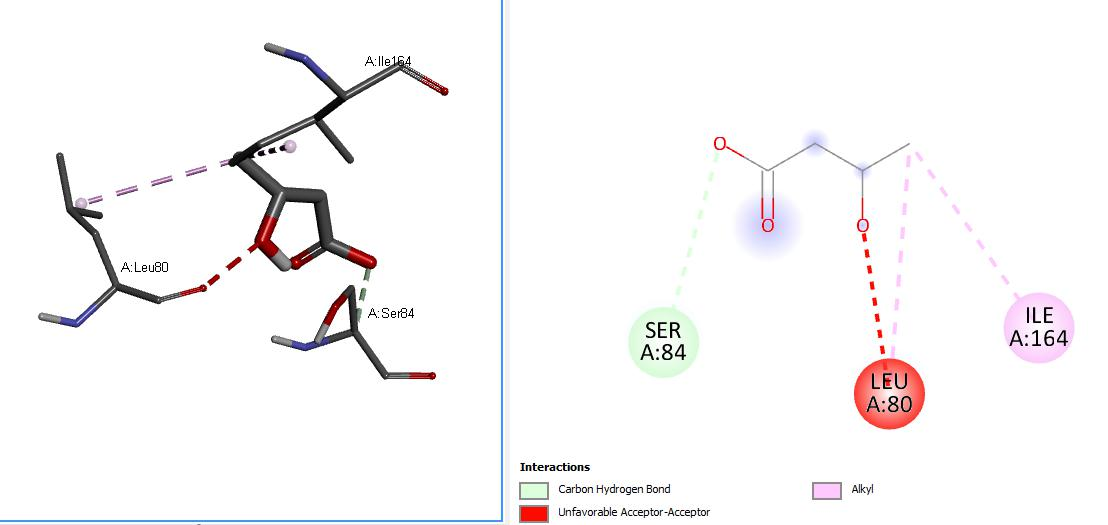 A:Ile164
A:Leu80
A:Ser84
O
O
O
SER
A:84
LEU
A:80
ILE
A:164
Interactions
Carbon Hydrogen Bond
Unfavorable Acceptor-Acceptor
Alkyl